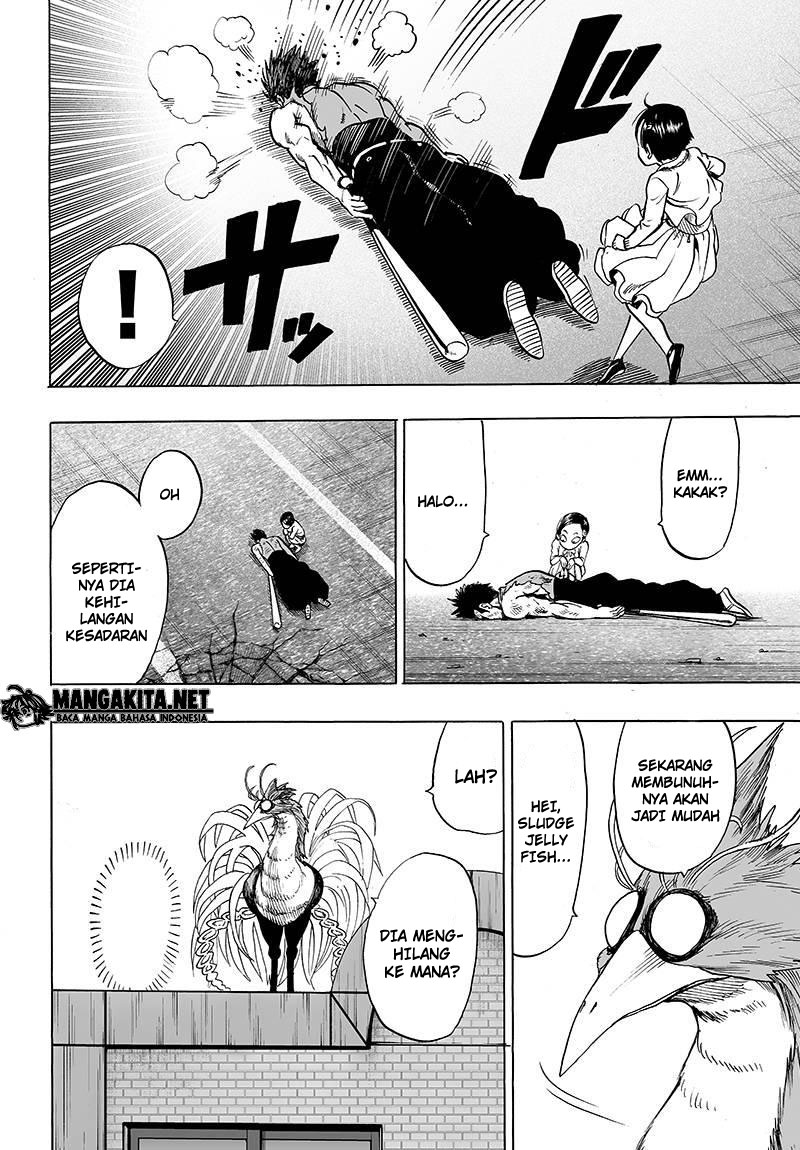 ドサッ
!
EMM...
KAKAK?
HALO...
OH
SEPERTI-
NYA DIA
KEHI-
LANGAN
KESADARAN
MANGAKITA.NET
BACA MANGA BAHASA INDONESIA
SEKARANG
MEMBUNUH-
NYA AKAN
JADI MUDAH
HEI,
SLUDGE
JELLY
FISH...
LAH?
DIA MENG-
HILANG
KE MANA?